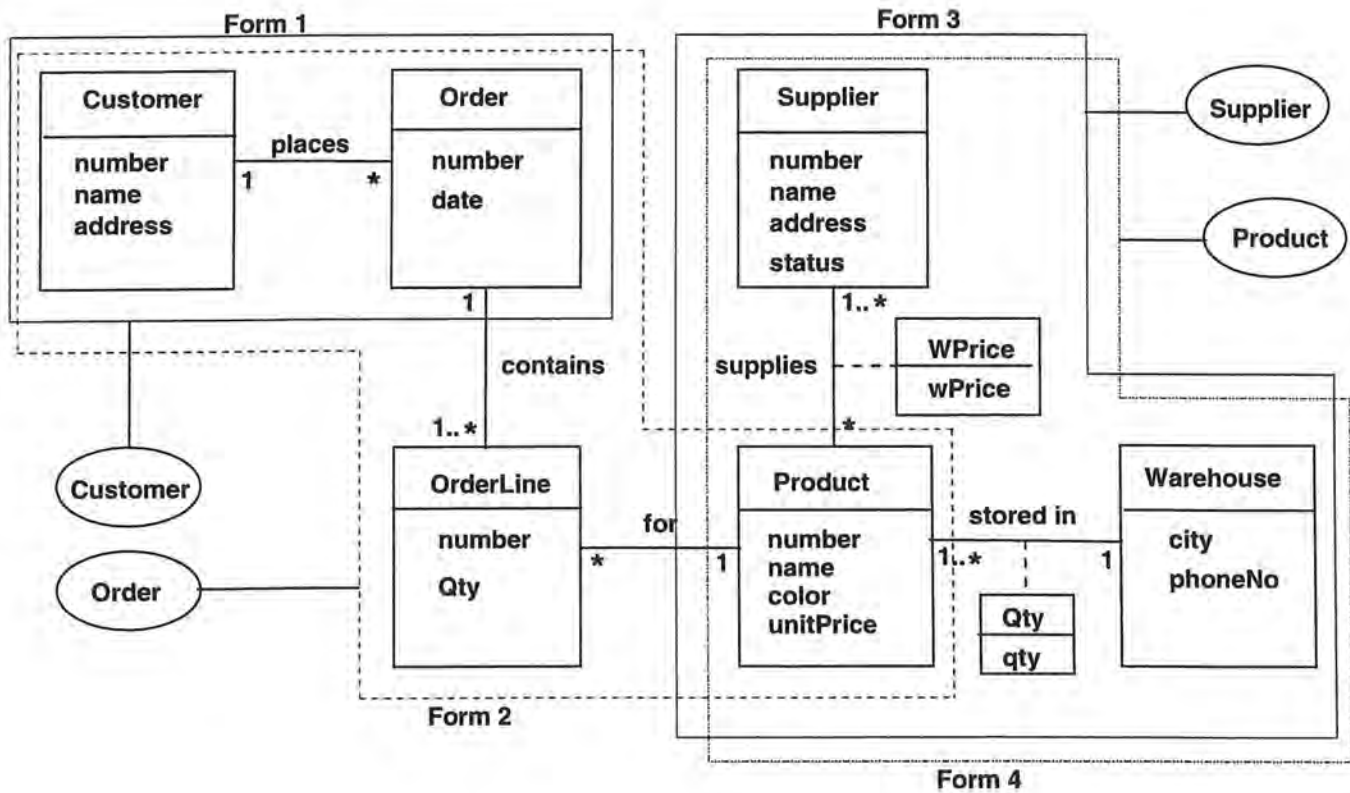 Form 1
Form 3
Customer
number
name
address
places
1
*
Order
number
date
1
contains
1..*
Supplier
number
name
address
status
1..*
supplies
WPrice
wPrice
*
Supplier
Product
Customer
Order
OrderLine
number
Qty
for
*
1
Product
number
name
color
unitPrice
stored in
1..*
1
Qty
qty
Warehouse
city
phoneNo
Form 2
Form 4